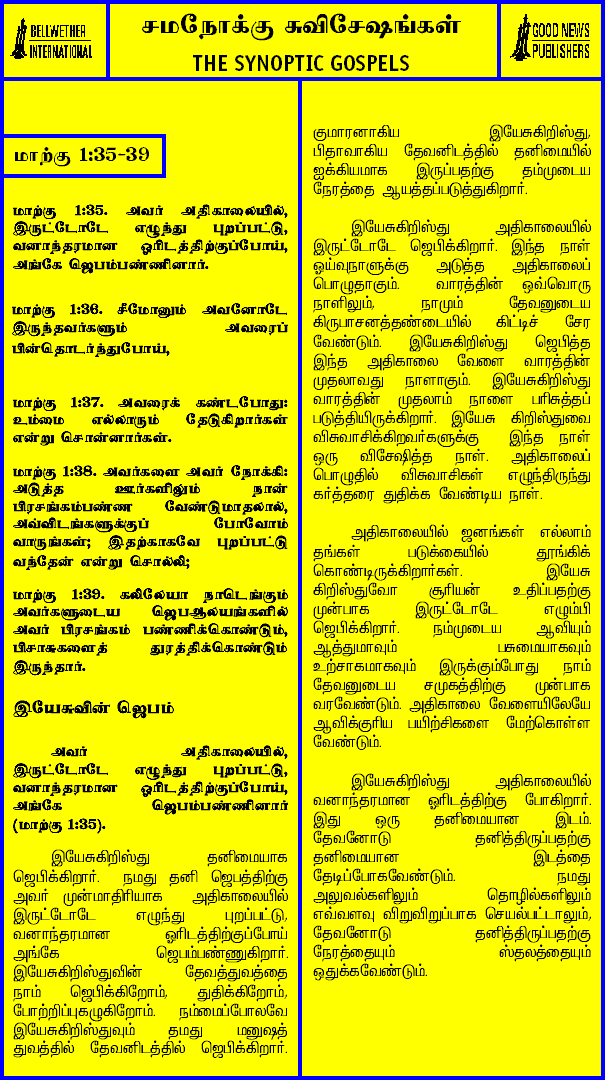 BELLWETHER
INTERNATIONAL
சமநோக்கு சுவிசேஷங்கள்
THE SYNOPTIC GOSPELS
GOOD NEWS
PUBLISHERS
மாற்கு 1:35-39
மாற்கு 1:35. அவர் அதிகாலையில்,
இருட்டோடே எழுந்து புறப்பட்டு,
வனாந்தரமான ஓரிடத்திற்குப்போய்,
அங்கே ஜெபம்பண்ணினார்.
மாற்கு 1:36. சீமோனும் அவனோடே
இருந்தவர்களும் அவரைப்
பின்தொடர்ந்துபோய்,
மாற்கு 1:37. அவரைக் கண்டபோது:
உம்மை எல்லாரும் தேடுகிறார்கள்
என்று சொன்னார்கள்.
மாற்கு 1:38. அவர்களை அவர் நோக்கி:
அடுத்த ஊர்களிலும் நான்
பிரசங்கம்பண்ண வேண்டுமாதலால்,
அவ்விடங்களுக்குப் போவோம்
வாருங்கள்; இதற்காகவே புறப்பட்டு
வந்தேன் என்று சொல்லி;
மாற்கு 1:39. கலிலேயா நாடெங்கும்
அவர்களுடைய ஜெபஆலயங்களில்
அவர் பிரசங்கம் பண்ணிக்கொண்டும்,
பிசாசுகளைத் துரத்திக்கொண்டும்
இருந்தார்.
இயேசுவின் ஜெபம்
அவர் அதிகாலையில்,
இருட்டோடே எழுந்து புறப்பட்டு,
வனாந்தரமான ஓரிடத்திற்குப்போய்,
அங்கே ஜெபம்பண்ணினார்
(மாற்கு 1:35).
இயேசுகிறிஸ்து தனிமையாக
ஜெபிக்கிறார். நமது தனி ஜெபத்திற்கு
அவர் முன்மாதிரியாக அதிகாலையில்
இருட்டோடே எழுந்து புறப்பட்டு,
வனாந்தரமான ஓரிடத்திற்குப்போய்
அங்கே ஜெபம்பண்ணுகிறார்.
இயேசுகிறிஸ்துவின் தேவத்துவத்தை
நாம் ஜெபிக்கிறோம், துதிக்கிறோம்,
போற்றிப்புகழுகிறோம். நம்மைப்போலவே
இயேசுகிறிஸ்துவும் தமது மனுஷத்
துவத்தில் தேவனிடத்தில் ஜெபிக்கிறார்.
குமாரனாகிய இயேசுகிறிஸ்து,
பிதாவாகிய தேவனிடத்தில் தனிமையில்
ஐக்கியமாக இருப்பதற்கு தம்முடைய
நேரத்தை ஆயத்தப்படுத்துகிறார்.
இயேசுகிறிஸ்து அதிகாலையில்
இருட்டோடே ஜெபிக்கிறார். இந்த நாள்
ஓய்வுநாளுக்கு அடுத்த அதிகாலைப்
பொழுதாகும். வாரத்தின் ஒவ்வொரு
நாளிலும், நாமும் தேவனுடைய
கிருபாசனத்தண்டையில் கிட்டிச் சேர
வேண்டும். இயேசுகிறிஸ்து ஜெபித்த
இந்த அதிகாலை வேளை வாரத்தின்
முதலாவது நாளாகும். இயேசுகிறிஸ்து
வாரத்தின் முதலாம் நாளை பரிசுத்தப்
படுத்தியிருக்கிறார். இயேசு கிறிஸ்துவை
விசுவாசிக்கிறவர்களுக்கு இந்த நாள்
ஒரு விசேஷித்த நாள். அதிகாலைப்
பொழுதில் விசுவாசிகள் எழுந்திருந்து
கர்த்தரை துதிக்க வேண்டிய நாள்.
அதிகாலையில் ஜனங்கள் எல்லாம்
தங்கள் படுக்கையில் தூங்கிக்
கொண்டிருக்கிறார்கள். இயேசு
கிறிஸ்துவோ சூரியன் உதிப்பதற்கு
முன்பாக இருட்டோடே எழும்பி
ஜெபிக்கிறார். நம்முடைய ஆவியும்
ஆத்துமாவும் பசுமையாகவும்
உற்சாகமாகவும் இருக்கும்போது நாம்
தேவனுடைய சமுகத்திற்கு முன்பாக
வரவேண்டும். அதிகாலை வேளையிலேயே
ஆவிக்குரிய பயிற்சிகளை மேற்கொள்ள
வேண்டும்.
இயேசுகிறிஸ்து அதிகாலையில்
வனாந்தரமான ஓரிடத்திற்கு போகிறார்.
இது ஒரு தனிமையான இடம்.
தேவனோடு தனித்திருப்பதற்கு
தனிமையான இடத்தை
தேடிப்போகவேண்டும். நமது
அலுவல்களிலும் தொழில்களிலும்
எவ்வளவு விறுவிறுப்பாக செயல்பட்டாலும்,
தேவனோடு தனித்திருப்பதற்கு
நேரத்தையும் ஸ்தலத்தையும்
ஒதுக்கவேண்டும்.